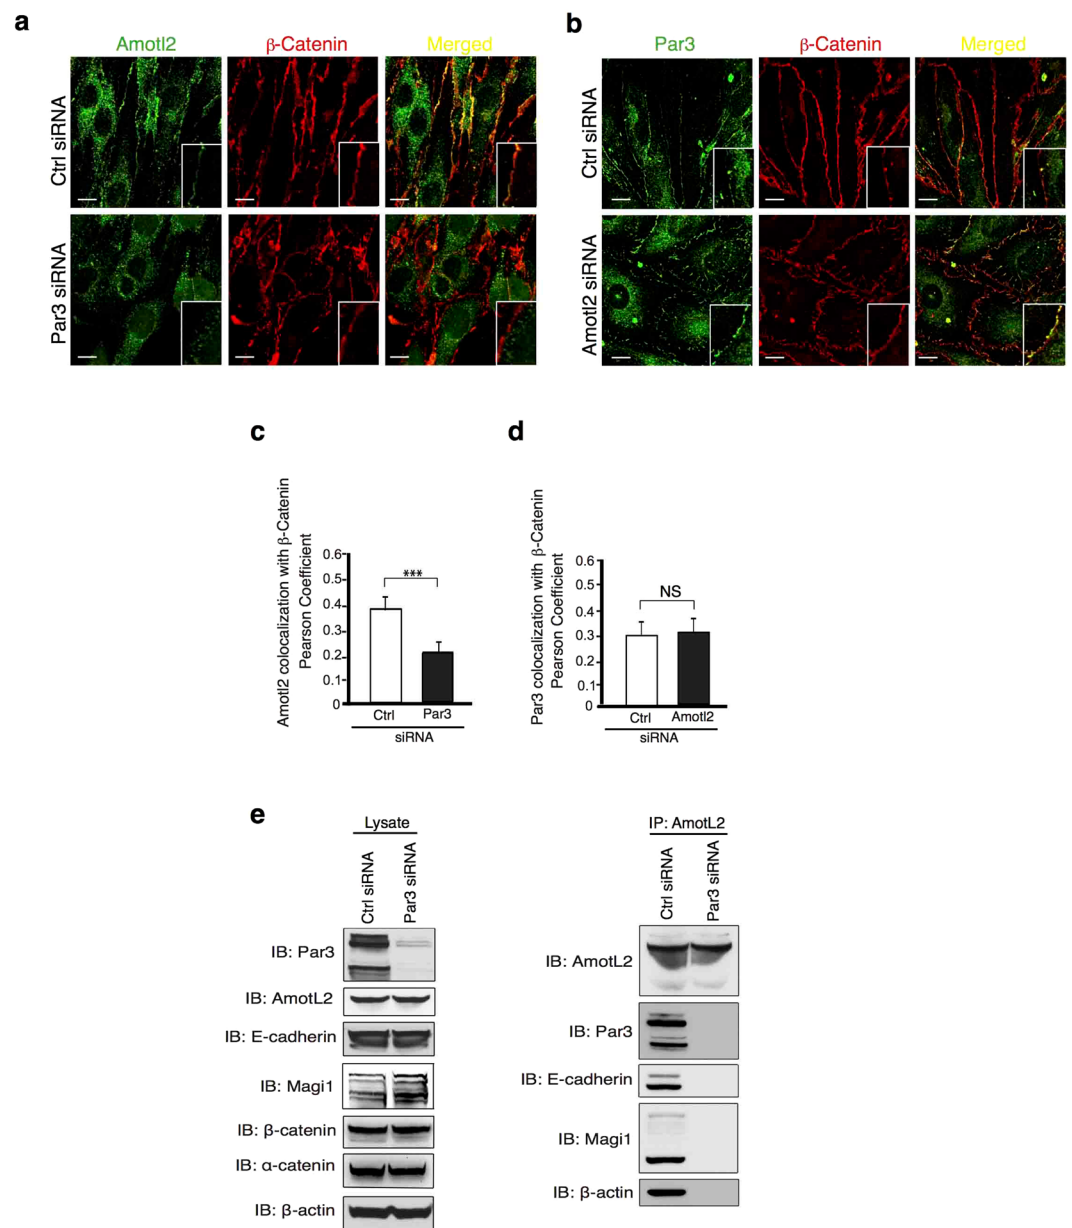 a
Amotl2
β-Catenin
Merged
Ctrl siRNA
Par3 siRNA
b
Par3
β-Catenin
Merged
Ctrl siRNA
Amotl2 siRNA
c
Amotl2 colocalization with β-Catenin
Pearson Coefficient
0.6
0.5
0.4
0.3
0.2
0.1
0
***
Ctrl
Par3
siRNA
d
Par3 colocalization with β-Catenin
Pearson Coefficient
0.6
0.5
0.4
0.3
0.2
0.1
0
NS
Ctrl
Amotl2
siRNA
e
Lysate
Ctrl siRNA
Par3 siRNA
IB: Par3
IB: AmotL2
IB: E-cadherin
IB: Magi1
IB: β-catenin
IB: α-catenin
IB: β-actin
IP: AmotL2
Ctrl siRNA
Par3 siRNA
IB: AmotL2
IB: Par3
IB: E-cadherin
IB: Magi1
IB: β-actin